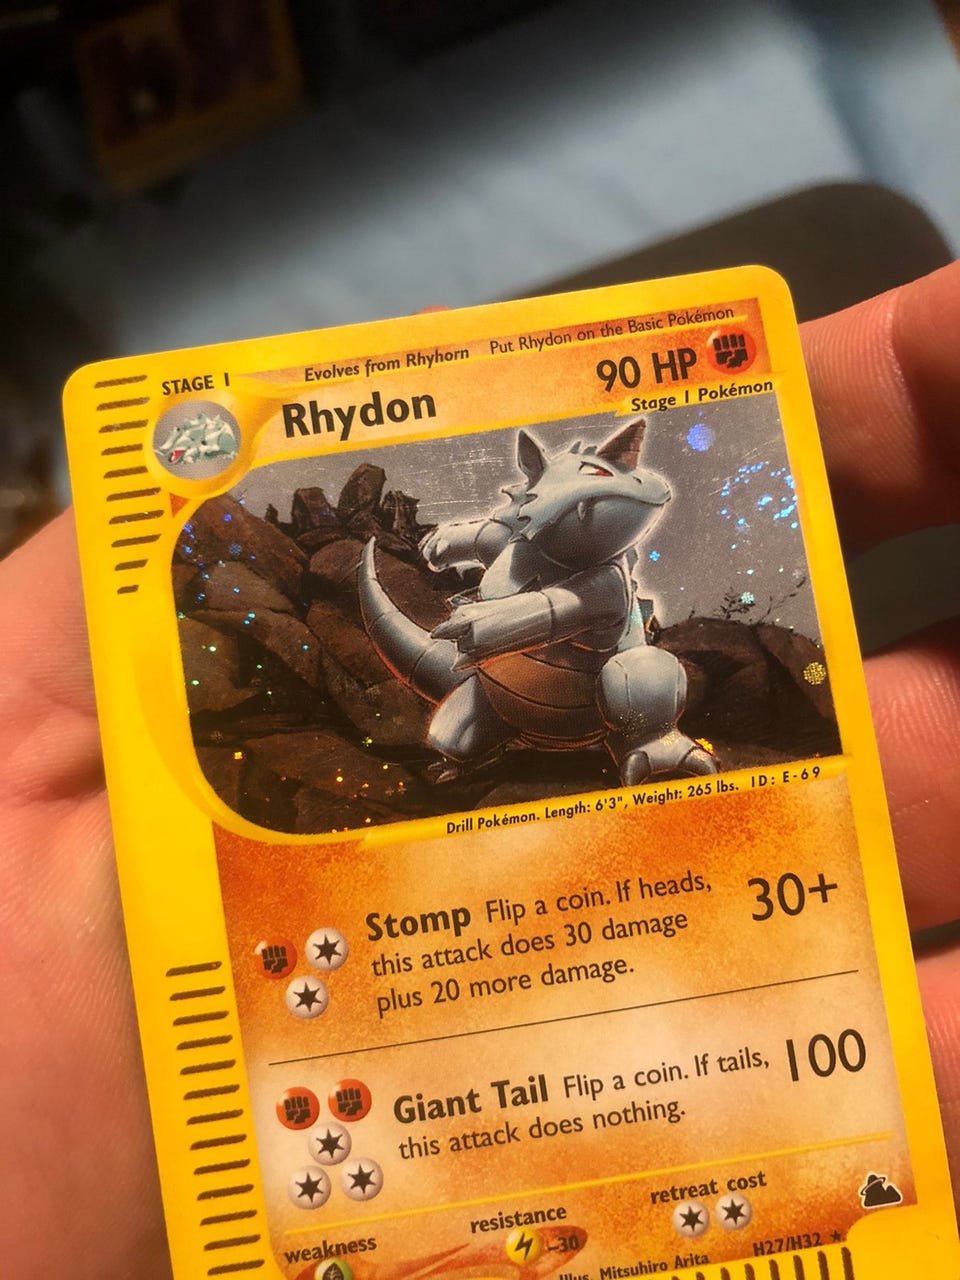 Evolves from Rhyhorn Put Rhydon on the Basic Pokémon
STAGE 1
Rhydon 90 HP
Stage 1 Pokémon
Drill Pokémon. Length: 6'3", Weight: 265 lbs. ID: E-69
Stomp Flip a coin. If heads, 30+
this attack does 30 damage
plus 20 more damage.
Giant Tail Flip a coin. If tails, 100
this attack does nothing.
weakness resistance retreat cost
-30
Illus. Mitsuhiro Arita H27/H32 ★